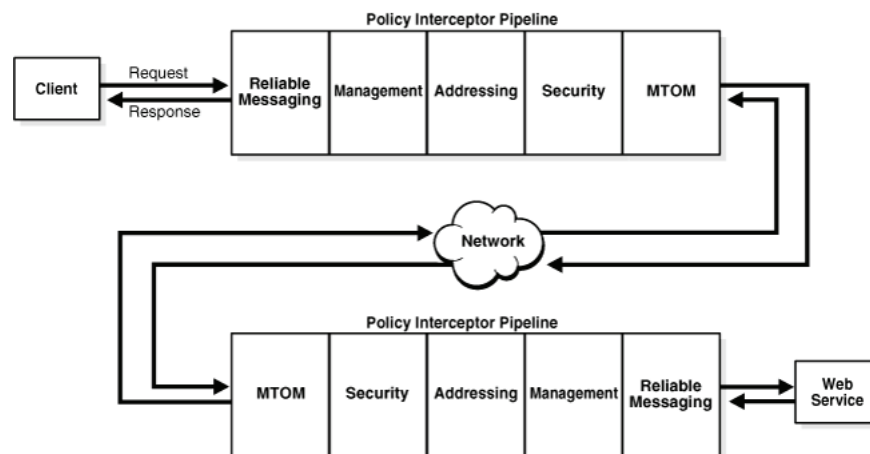 Policy Interceptor Pipeline
Client
Request
Response
Reliable
Messaging
Management
Addressing
Security
MTOM
Network
Policy Interceptor Pipeline
MTOM
Security
Addressing
Management
Reliable
Messaging
Web
Service